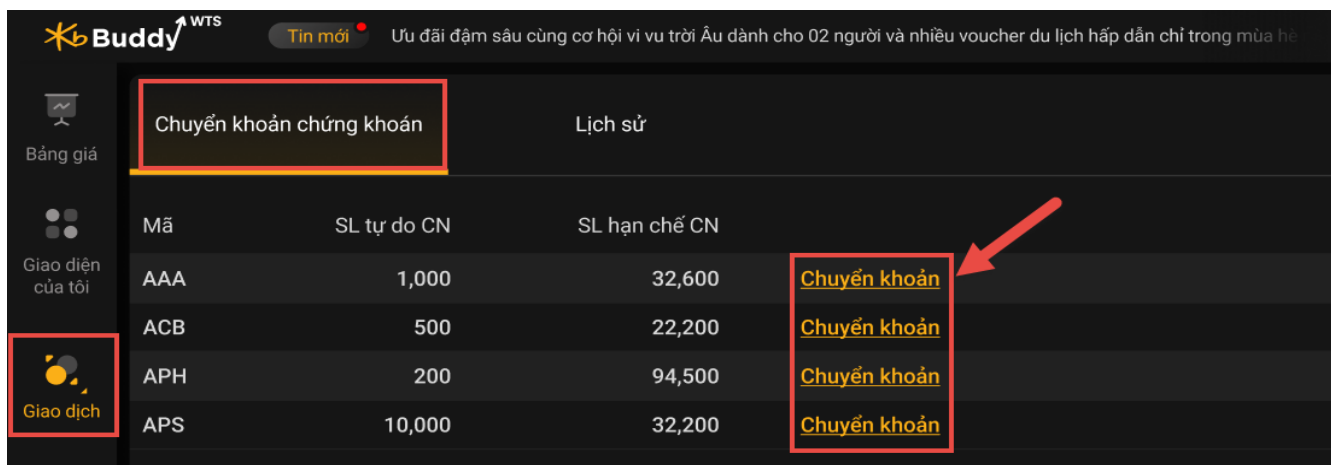 KbBuddy WTS
Tin mới
Ưu đãi đậm sâu cùng cơ hội vi vu trời Âu dành cho 02 người và nhiều voucher du lịch hấp dẫn chỉ trong mùa hè
Bảng giá
Giao diện
của tôi
Giao dịch
Chuyển khoản chứng khoán Lịch sử
Mã SL tự do CN SL hạn chế CN
AAA 1,000 32,600 Chuyển khoản
ACB 500 22,200 Chuyển khoản
APH 200 94,500 Chuyển khoản
APS 10,000 32,200 Chuyển khoản